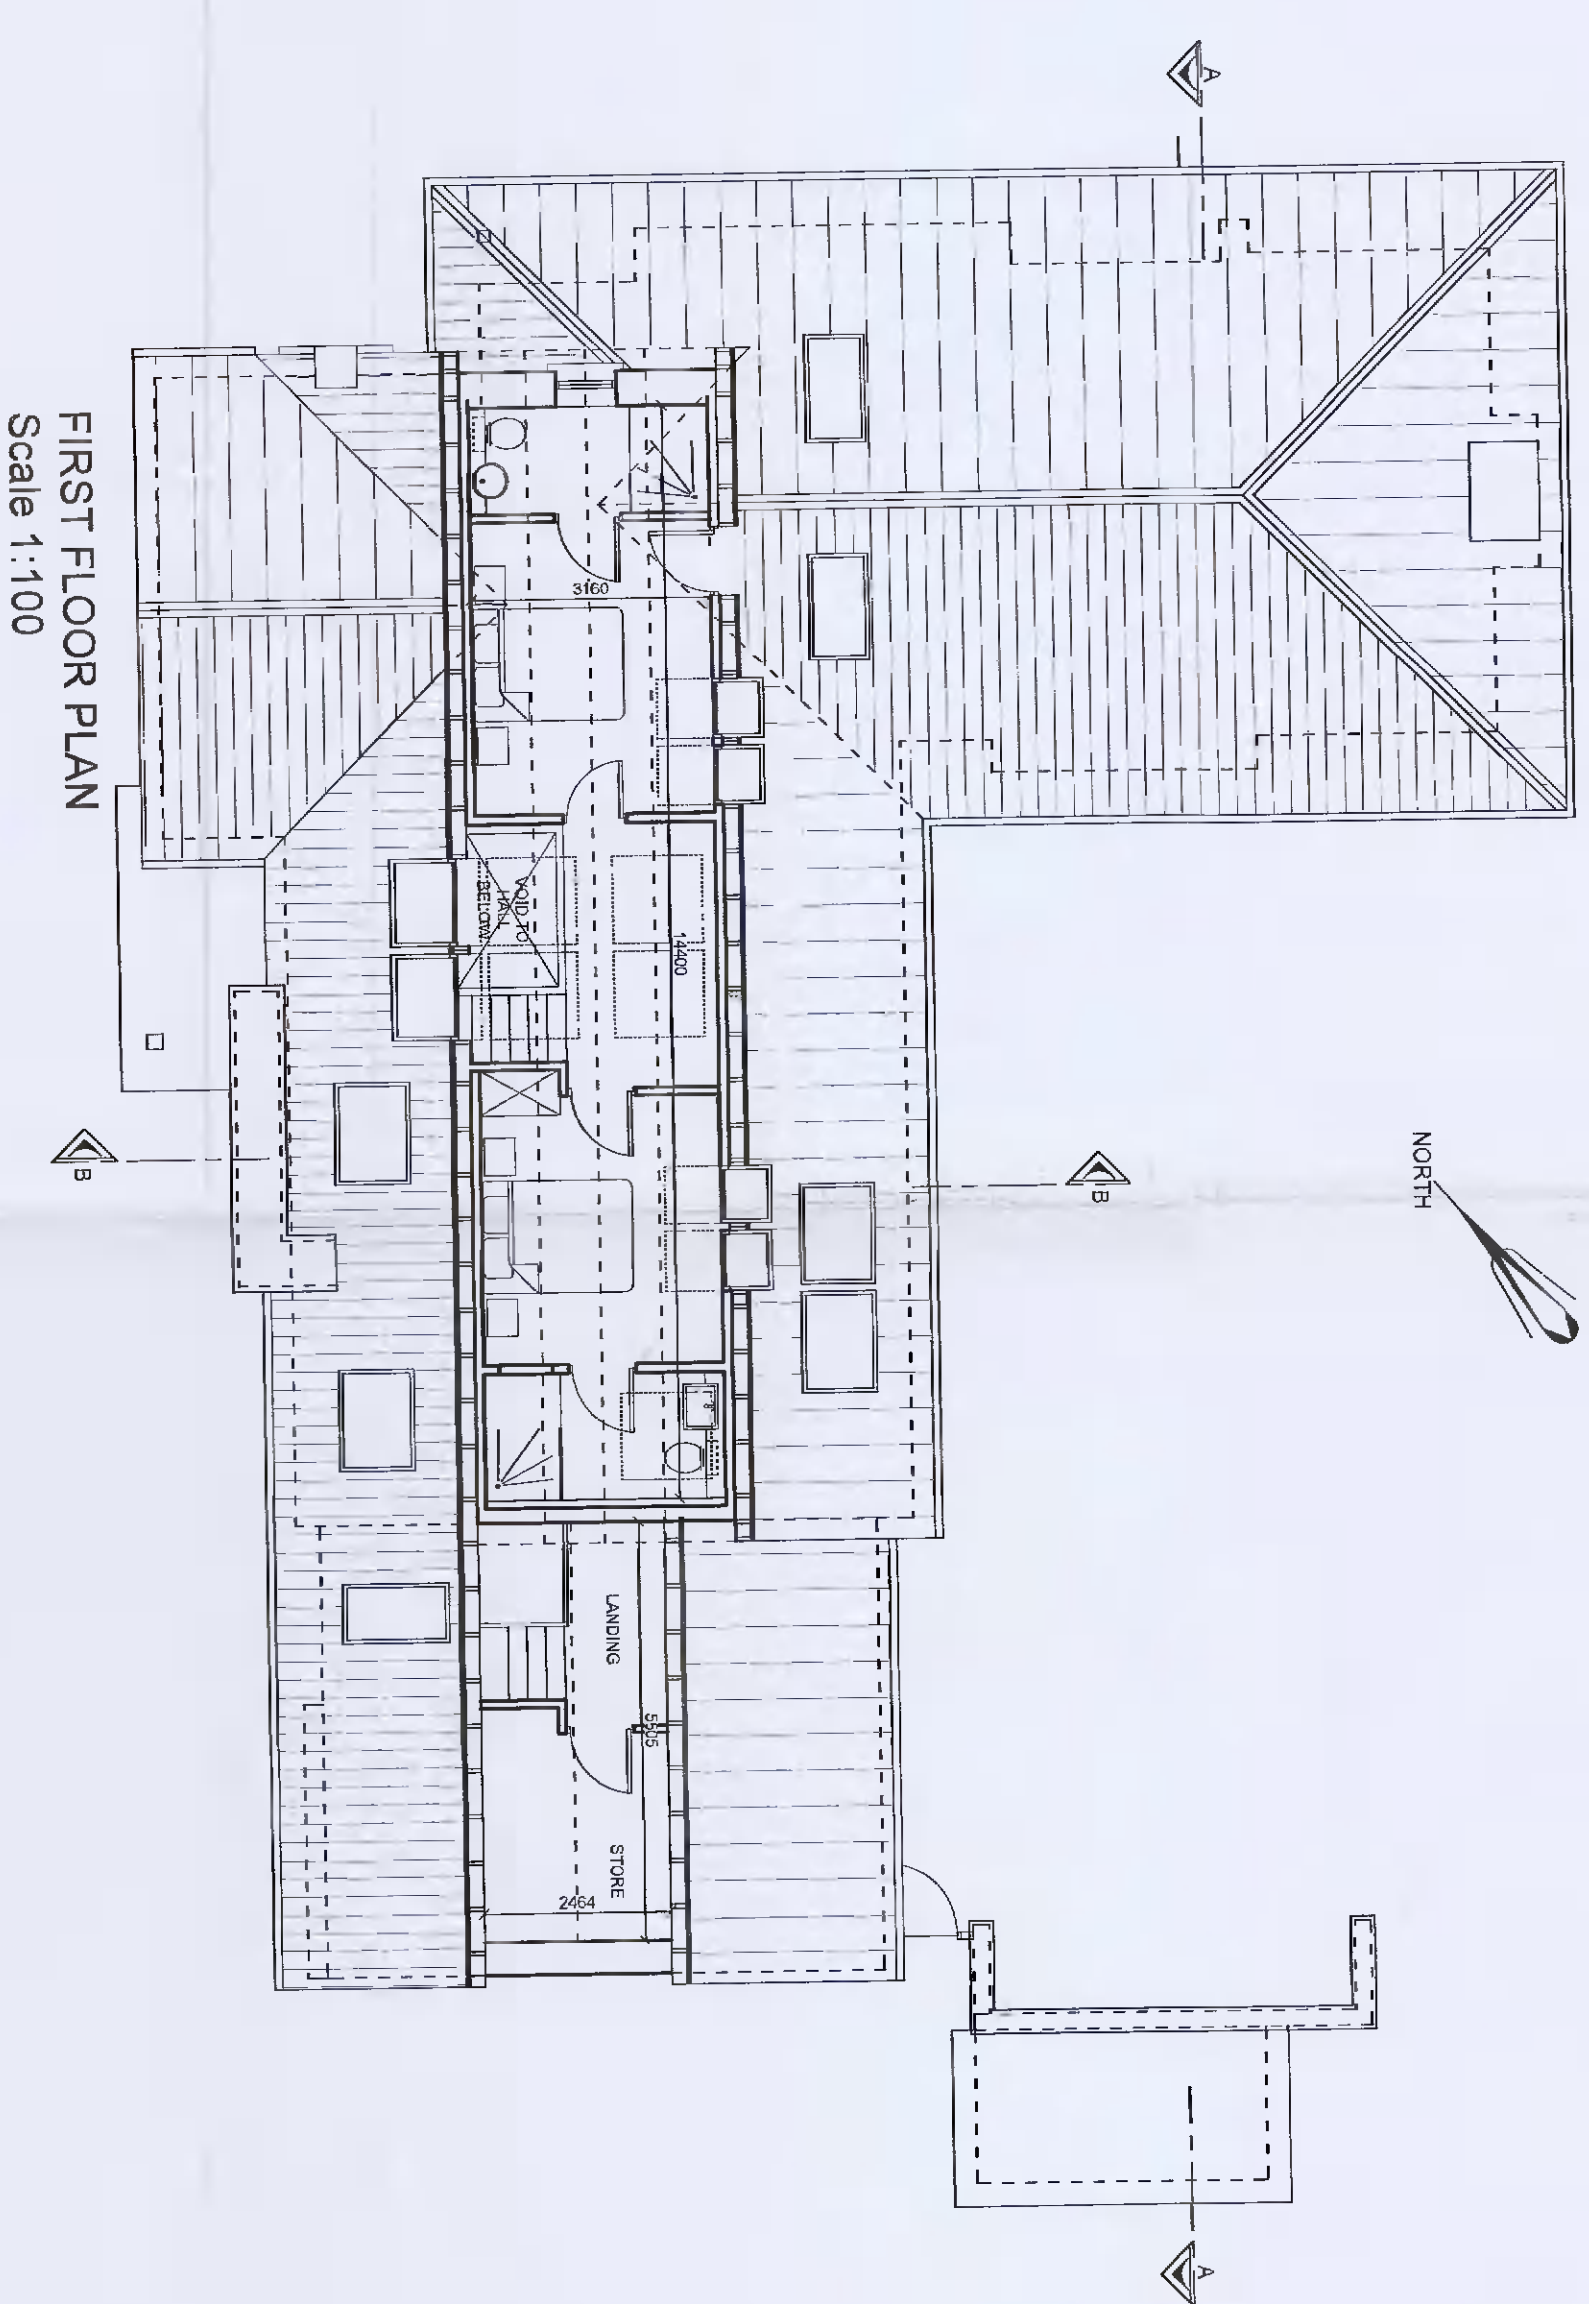 A
NORTH
B
B
3160
VOID TO
HALL
BELOW
14400
LANDING
5505
STORE
2464
A
FIRST FLOOR PLAN
Scale 1:100